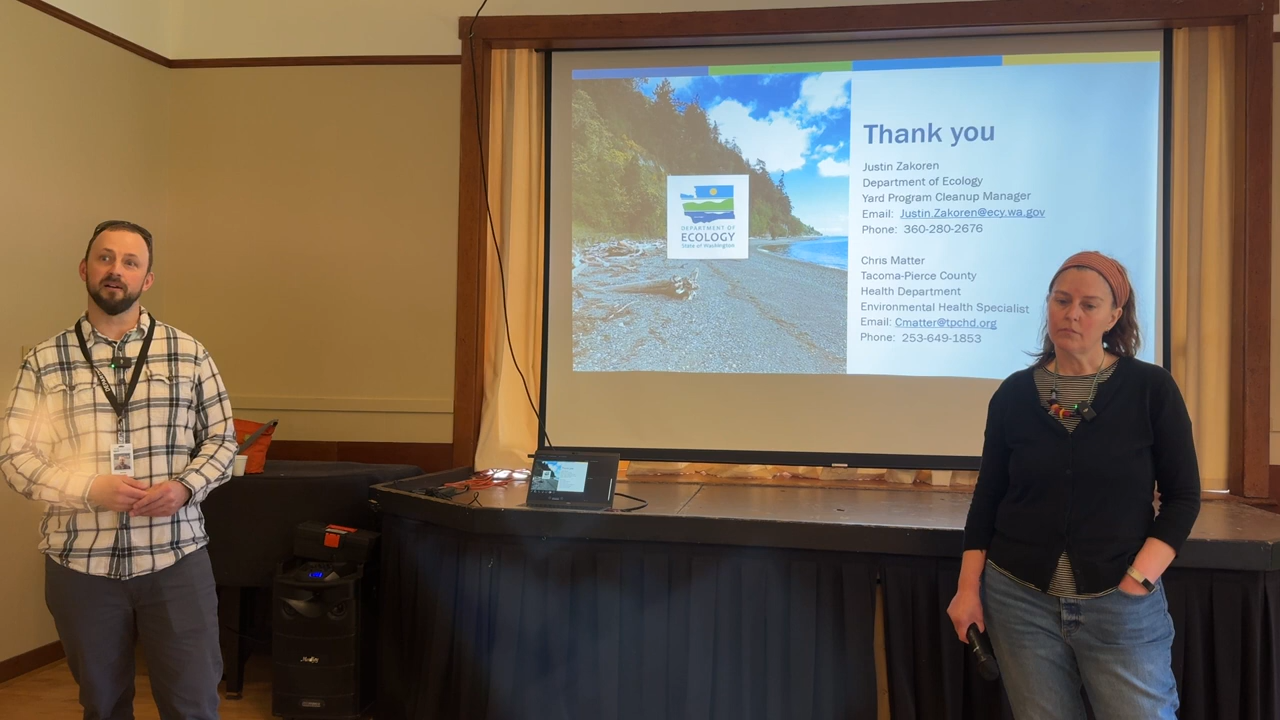 Thank you
Justin Zakoren
Department of Ecology
Yard Program Cleanup Manager
Email: Justin.Zakoren@ecy.wa.gov
Phone: 360-280-2676
Chris Matter
Tacoma-Pierce County
Health Department
Environmental Health Specialist
Email: Cmatter@tpchd.org
Phone: 253-649-1853
DEPARTMENT OF
ECOLOGY
State of Washington